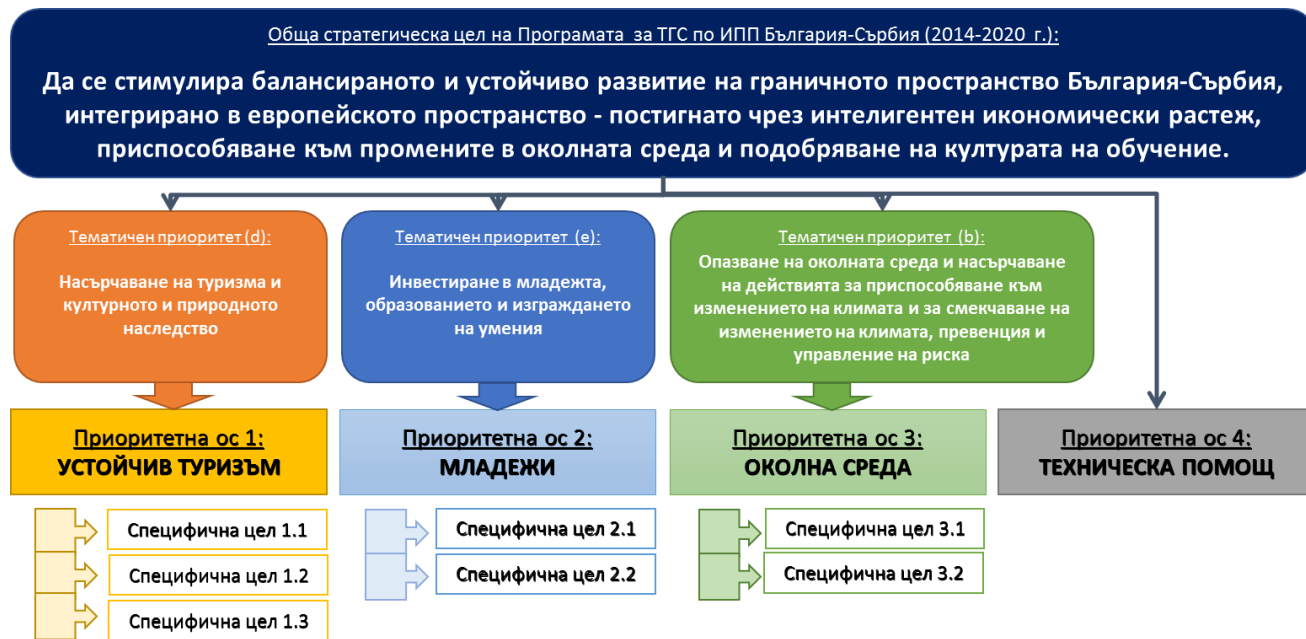 Обща стратегическа цел на Програмата за ТГС по ИПП България-Сърбия (2014-2020 г.):
Да се стимулира балансираното и устойчиво развитие на граничното пространство България-Сърбия,
интегрирано в европейското пространство - постигнато чрез интелигентен икономически растеж,
приспособяване към промените в околната среда и подобряване на културата на обучение.
Тематичен приоритет (d):
Насърчаване на туризма и
културното и природното
наследство
Тематичен приоритет (e):
Инвестиране в младежта,
образованието и изграждането
на умения
Тематичен приоритет (b):
Опазване на околната среда и насърчаване
на действията за приспособяване към
изменението на климата и за смекчаване на
изменението на климата, превенция и
управление на риска
Приоритетна ос 1:
УСТОЙЧИВ ТУРИЗЪМ
Приоритетна ос 2:
МЛАДЕЖИ
Приоритетна ос 3:
ОКОЛНА СРЕДА
Приоритетна ос 4:
ТЕХНИЧЕСКА ПОМОЩ
Специфична цел 1.1
Специфична цел 1.2
Специфична цел 1.3
Специфична цел 2.1
Специфична цел 2.2
Специфична цел 3.1
Специфична цел 3.2